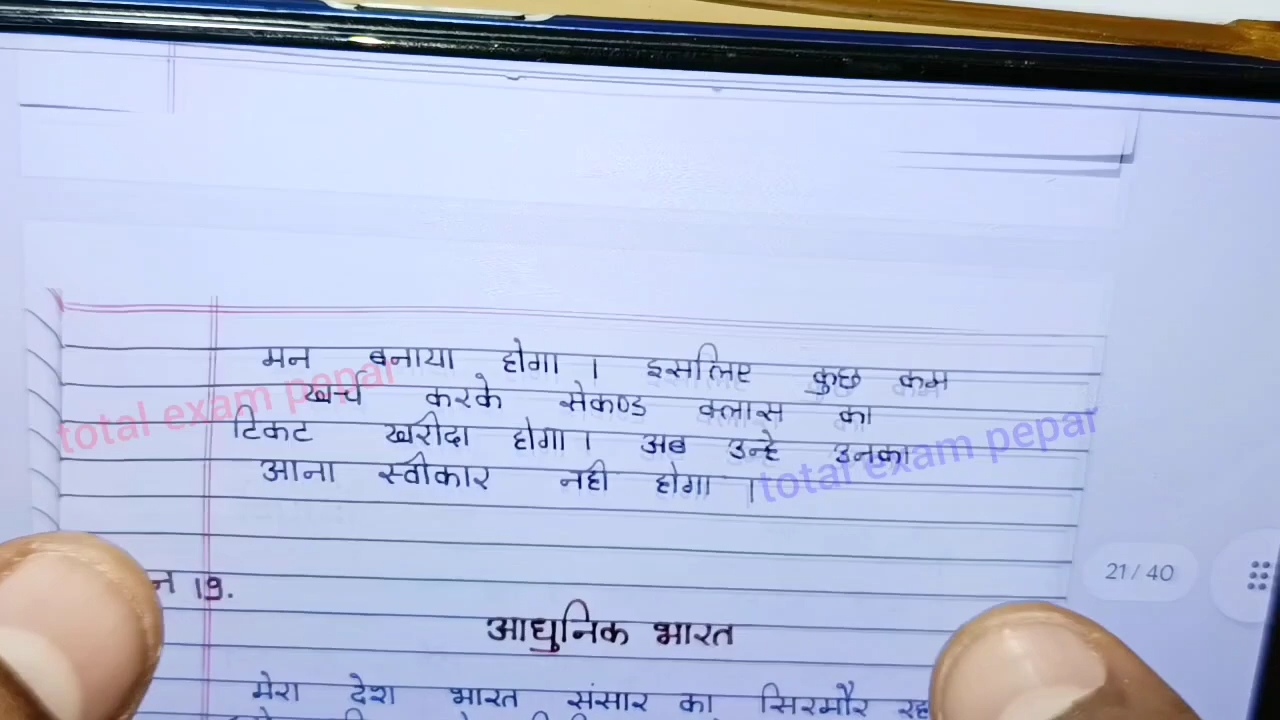 मन बनाया होगा । इसलिए कुछ कम
खर्च करके सेकण्ड क्लास का
टिकट खरीदा होगा । अब उन्हे उनका
आना स्वीकार नही होगा ।
total exam pepar
total exam pepar
21 / 40
न 19.
आधुनिक भारत
मेरा देश भारत संसार का सिरमौर